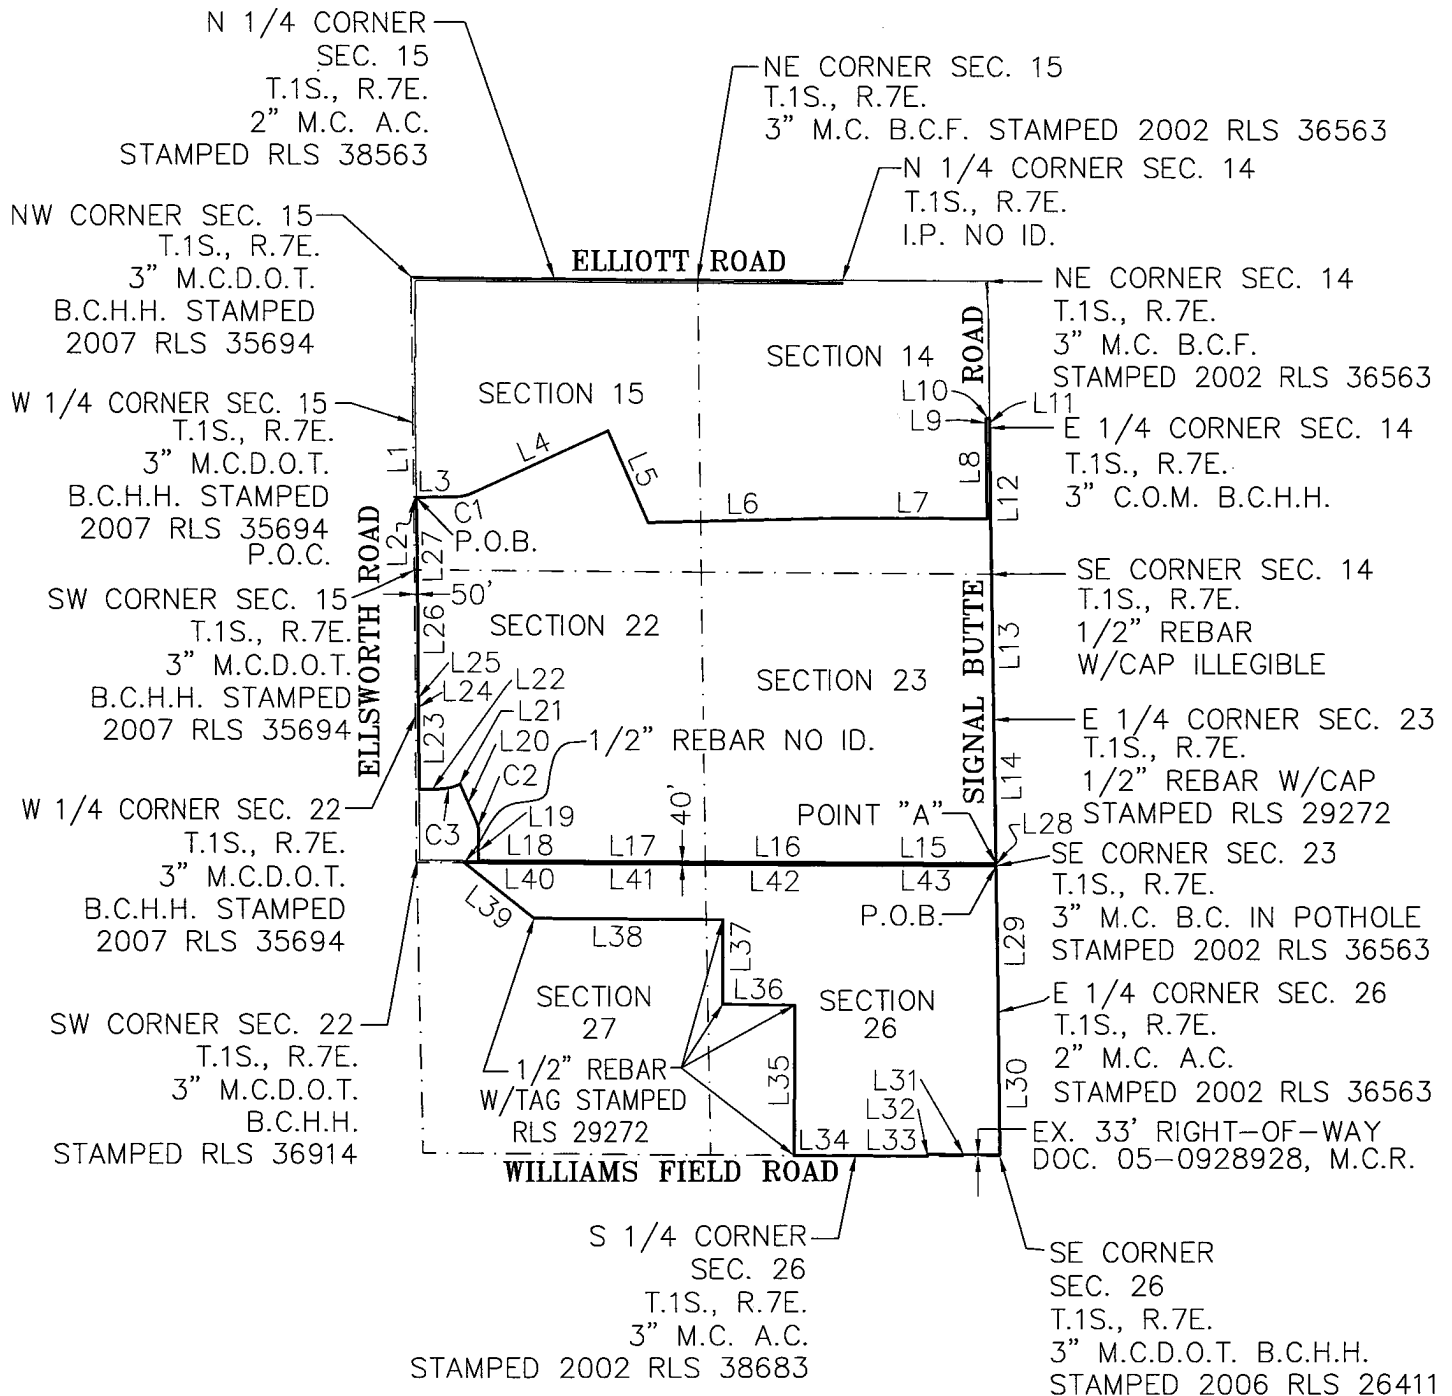 N 1/4 CORNER
SEC. 15
T.1S., R.7E.
2" M.C. A.C.
STAMPED RLS 38563
NE CORNER SEC. 15
T.1S., R.7E.
3" M.C. B.C.F. STAMPED 2002 RLS 36563
N 1/4 CORNER SEC. 14
T.1S., R.7E.
I.P. NO ID.
NW CORNER SEC. 15
T.1S., R.7E.
3" M.C.D.O.T.
B.C.H.H. STAMPED
2007 RLS 35694
ELLIOTT ROAD
NE CORNER SEC. 14
T.1S., R.7E.
3" M.C. B.C.F.
STAMPED 2002 RLS 36563
SECTION 14
ROAD
SECTION 15
L10
L11
L9
W 1/4 CORNER SEC. 15
T.1S., R.7E.
3" M.C.D.O.T.
B.C.H.H. STAMPED
2007 RLS 35694
P.O.C.
E 1/4 CORNER SEC. 14
T.1S., R.7E.
3" C.O.M. B.C.H.H.
L1
L3
L4
L5
L6
L7
L8
L12
C1
P.O.B.
L2
L27
ELLSWORTH ROAD
50'
SW CORNER SEC. 15
T.1S., R.7E.
3" M.C.D.O.T.
B.C.H.H. STAMPED
2007 RLS 35694
SE CORNER SEC. 14
T.1S., R.7E.
1/2" REBAR
W/CAP ILLEGIBLE
L26
SECTION 22
SECTION 23
L13
SIGNAL BUTTE
L25
L24
L22
L21
L20
L23
1/2" REBAR NO ID.
C2
C3
L19
40'
E 1/4 CORNER SEC. 23
T.1S., R.7E.
1/2" REBAR W/CAP
STAMPED RLS 29272
L14
POINT "A"
L28
W 1/4 CORNER SEC. 22
T.1S., R.7E.
3" M.C.D.O.T.
B.C.H.H. STAMPED
2007 RLS 35694
L18
L17
L16
L15
L40
L41
L42
L43
SE CORNER SEC. 23
T.1S., R.7E.
3" M.C. B.C. IN POTHOLE
STAMPED 2002 RLS 36563
P.O.B.
L39
L38
L37
L29
L36
SECTION
27
SECTION
26
E 1/4 CORNER SEC. 26
T.1S., R.7E.
2" M.C. A.C.
STAMPED 2002 RLS 36563
SW CORNER SEC. 22
T.1S., R.7E.
3" M.C.D.O.T.
B.C.H.H.
STAMPED RLS 36914
1/2" REBAR
W/TAG STAMPED
RLS 29272
L35
L31
L32
L30
L34
L33
EX. 33' RIGHT-OF-WAY
DOC. 05-0928928, M.C.R.
WILLIAMS FIELD ROAD
S 1/4 CORNER
SEC. 26
T.1S., R.7E.
3" M.C. A.C.
STAMPED 2002 RLS 38683
SE CORNER
SEC. 26
T.1S., R.7E.
3" M.C.D.O.T. B.C.H.H.
STAMPED 2006 RLS 26411